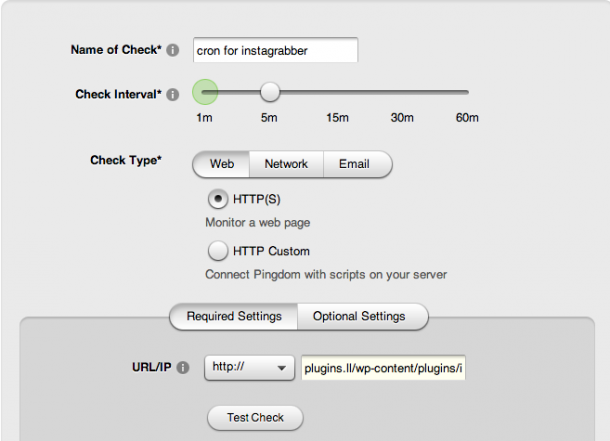 Name of Check* i cron for instagrabber
Check Interval* i
1m 5m 15m 30m 60m
Check Type* Web Network Email
HTTP(S)
Monitor a web page
HTTP Custom
Connect Pingdom with scripts on your server
Required Settings Optional Settings
URL/IP i http:// plugins.ll/wp-content/plugins/i
Test Check